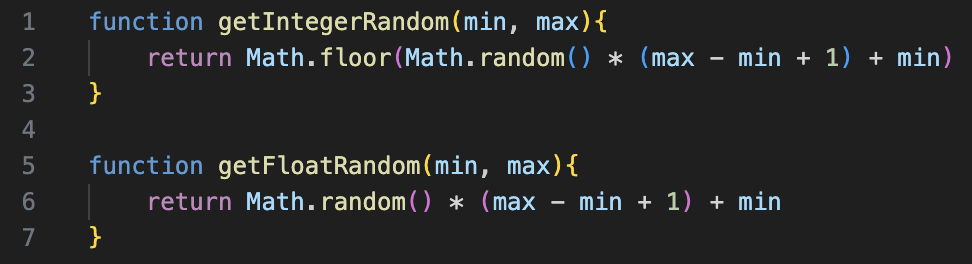 1 function getIntegerRandom(min, max){
2 return Math.floor(Math.random() * (max - min + 1) + min)
3 }
4
5 function getFloatRandom(min, max){
6 return Math.random() * (max - min + 1) + min
7 }